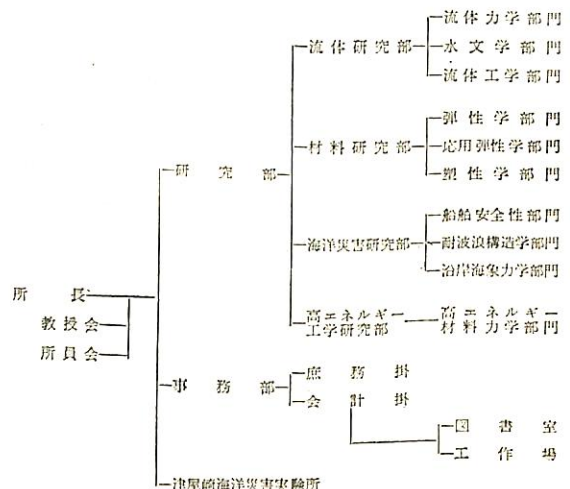 流体力学部門
流体研究部
水文学部門
流体工学部門
弾性学部門
材料研究部
応用弾性学部門
塑性学部門
研究部
船舶安全性部門
海洋災害研究部
耐波浪構造学部門
沿岸海象力学部門
所長
教授会
所員会
高エネルギー
工学研究部
高エネルギー
材料力学部門
事務部
庶務掛
会計掛
図書室
工作場
津屋崎海洋災害実験所